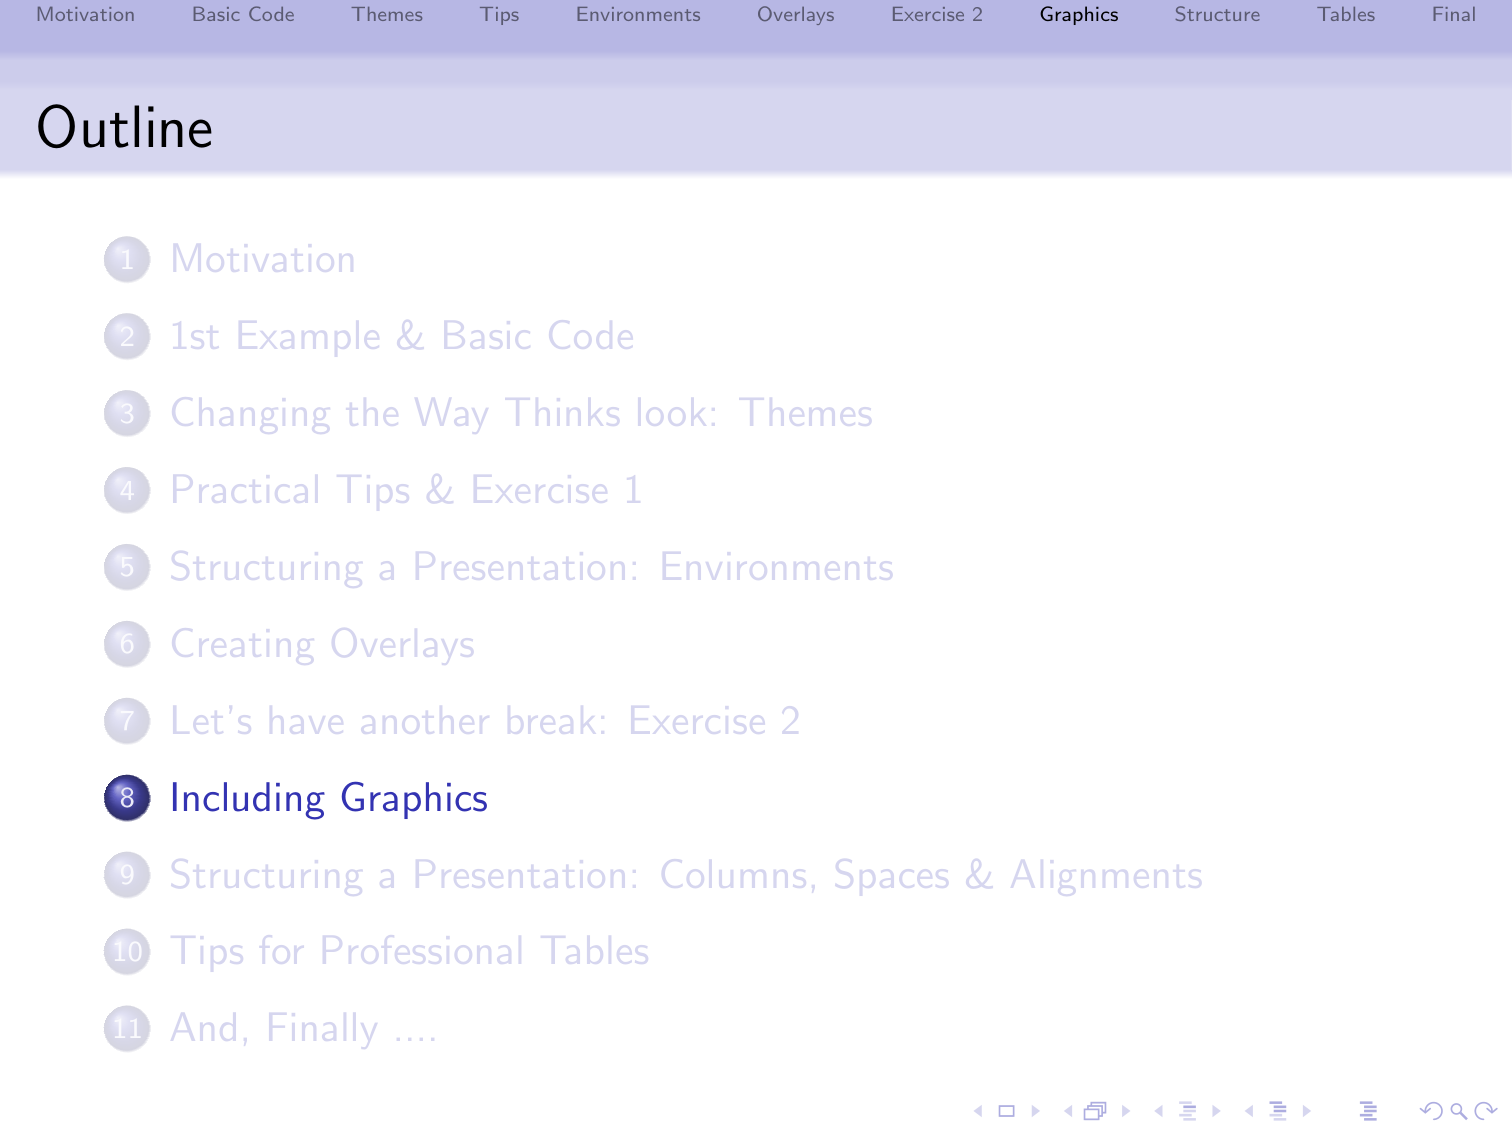 Motivation Basic Code Themes Tips Environments Overlays Exercise 2 Graphics Structure Tables Final
Outline
1 Motivation
2 1st Example & Basic Code
3 Changing the Way Thinks look: Themes
4 Practical Tips & Exercise 1
5 Structuring a Presentation: Environments
6 Creating Overlays
7 Let's have another break: Exercise 2
8 Including Graphics
9 Structuring a Presentation: Columns, Spaces & Alignments
10 Tips for Professional Tables
11 And, Finally ....